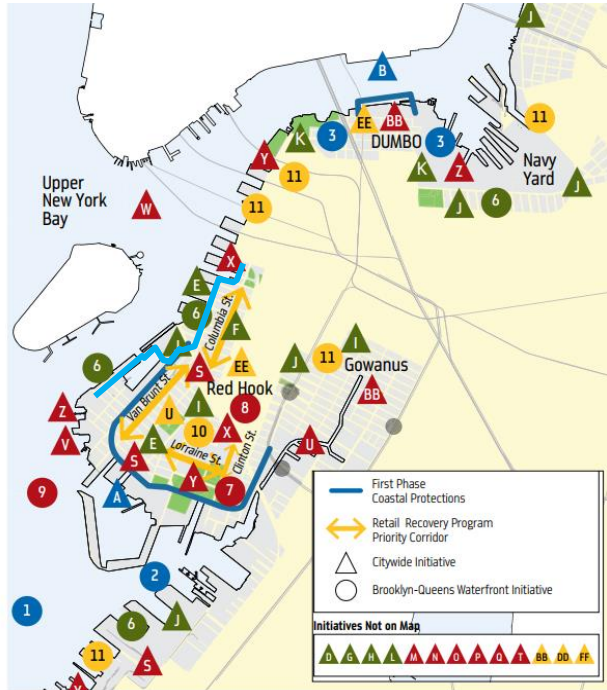 J
B
EE
BB
11
K
3
DUMBO
3
Navy
Yard
Y
K
Z
11
J
6
J
Upper
New York
Bay
W
11
X
E
6
Columbia St.
F
J
I
6
S
Red Hook
EE
J
11
Gowanus
BB
Van Brunt St.
U
I
8
Z
10
X
V
E
Lorraine St.
Clinton St.
U
S
Y
7
9
A
2
1
6
J
11
S
X
First Phase
Coastal Protections
Retail Recovery Program
Priority Corridor
Citywide Initiative
Brooklyn-Queens Waterfront Initiative
Initiatives Not on Map
D G H L M N O P Q T BB DD FF